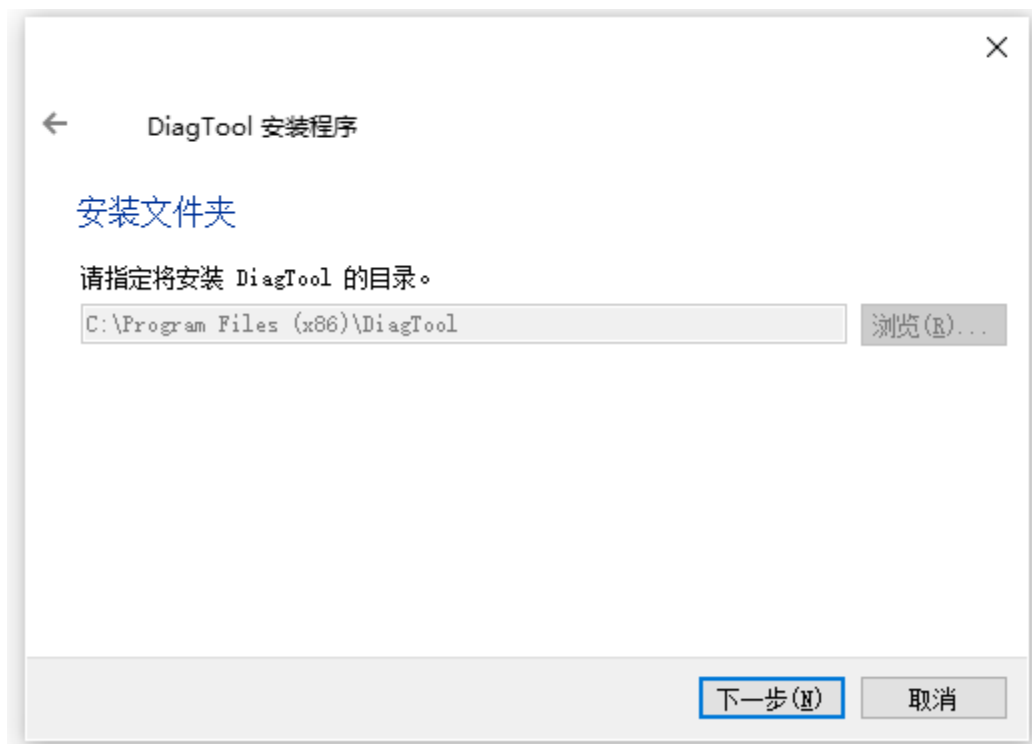 DiagTool 安装程序
安装文件夹
请指定将安装 DiagTool 的目录。
C:\Program Files (x86)\DiagTool
浏览(R)...
下一步(N)
取消